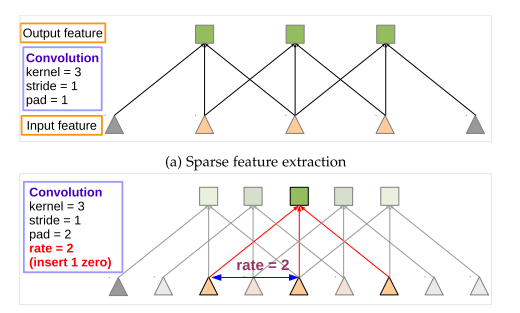 Output feature
Convolution
kernel = 3
stride = 1
pad = 1
Input feature
(a) Sparse feature extraction
Convolution
kernel = 3
stride = 1
pad = 2
rate = 2
(insert 1 zero)
rate = 2